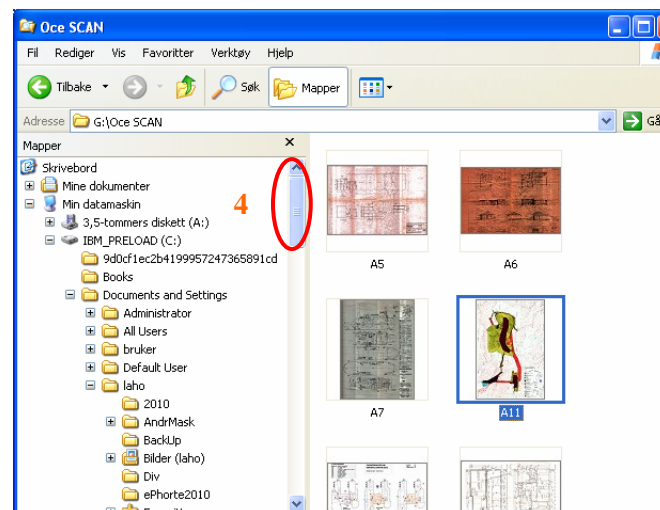 Oce SCAN
Fil Rediger Vis Favoritter Verktøy Hjelp
Tilbake Søk Mapper
Adresse G:\Oce SCAN Gå
Mapper
Skrivebord
Mine dokumenter
Min datamaskin
4
3,5-tommers diskett (A:)
IBM_PRELOAD (C:)
9d0cf1ec2b4199957247365891cd
Books
Documents and Settings
Administrator
All Users
bruker
Default User
laho
2010
AndrMask
BackUp
Bilder (laho)
Div
ePhorte2010
A5
A6
A7
A11